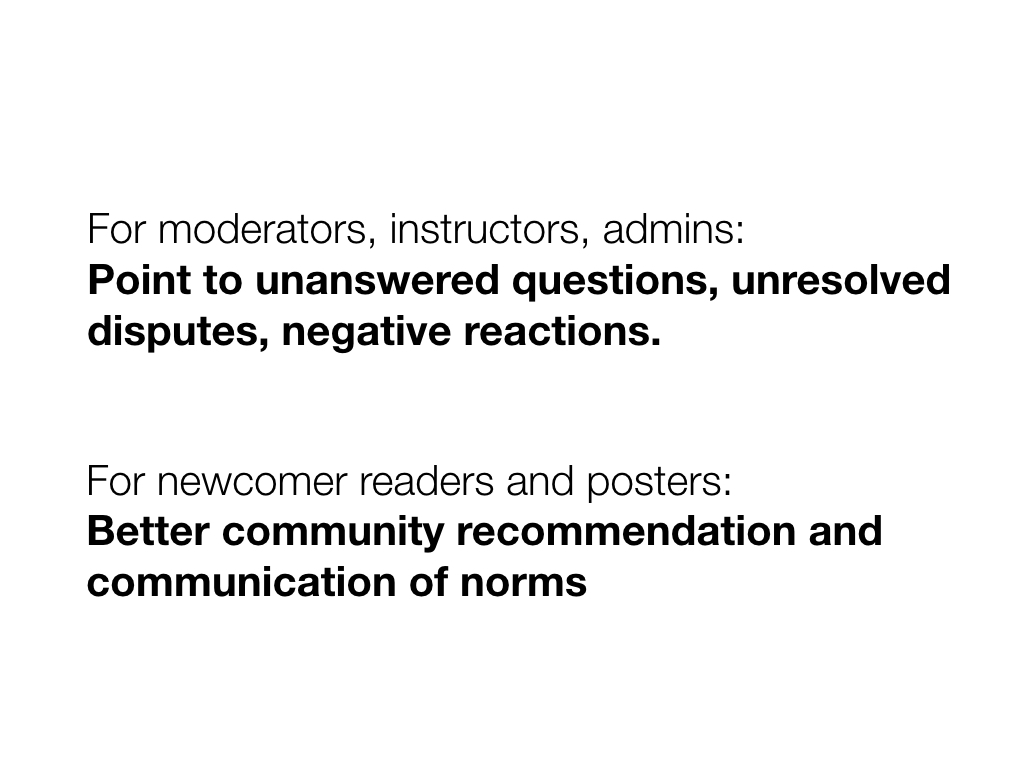 For moderators, instructors, admins:
Point to unanswered questions, unresolved
disputes, negative reactions.
For newcomer readers and posters:
Better community recommendation and
communication of norms